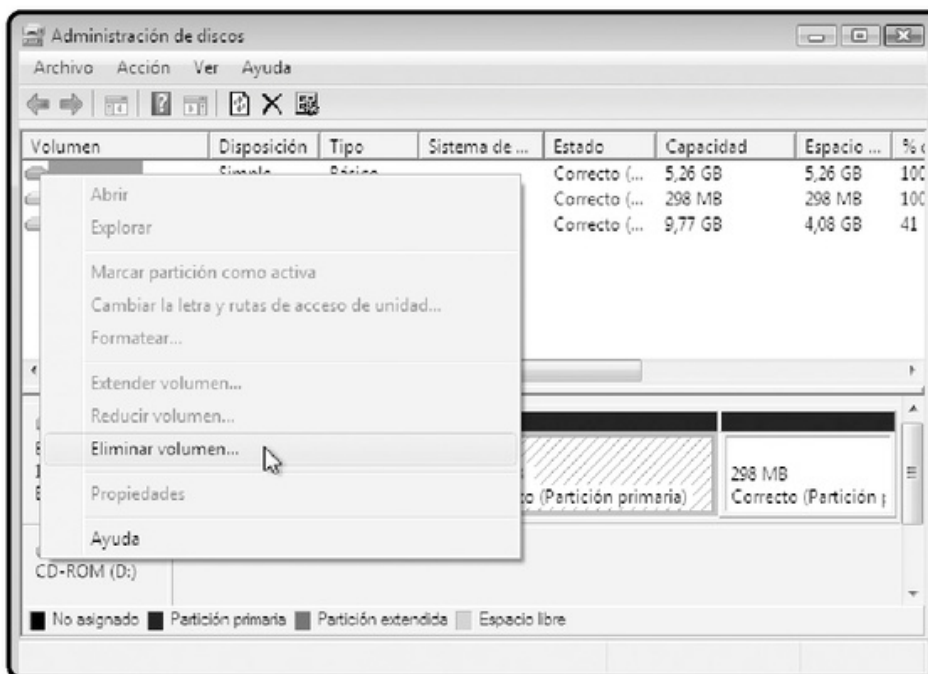 Administración de discos
Archivo Acción Ver Ayuda
Volumen Disposición Tipo Sistema de ... Estado Capacidad Espacio ... %
Simple Básico Correcto (... 5,26 GB 5,26 GB 100
Correcto (... 298 MB 298 MB 100
Correcto (... 9,77 GB 4,08 GB 41
Abrir
Explorar
Marcar partición como activa
Cambiar la letra y rutas de acceso de unidad...
Formatear...
Extender volumen...
Reducir volumen...
Eliminar volumen...
Propiedades
Ayuda
(Partición primaria)
298 MB
Correcto (Partición
CD-ROM (D:)
No asignado Partición primaria Partición extendida Espacio libre